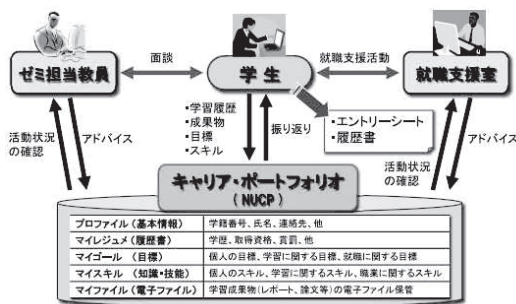 ゼミ担当教員
面談
学生
就職支援活動
就職支援室
・学習履歴
・成果物
・目標
・スキル
振り返り
・エントリーシート
・履歴書
活動状況
の確認
アドバイス
活動状況
の確認
アドバイス
キャリア・ポートフォリオ
(NUCP)
プロファイル(基本情報) 学籍番号、氏名、連絡先、他
マイレジュメ(履歴書) 学歴、取得資格、賞罰、他
マイゴール (目標) 個人の目標、学習に関する目標、就職に関する目標
マイスキル (知識・技能) 個人のスキル、学習に関するスキル、職業に関するスキル
マイファイル(電子ファイル) 学習成果物(レポート、論文等)の電子ファイル保管